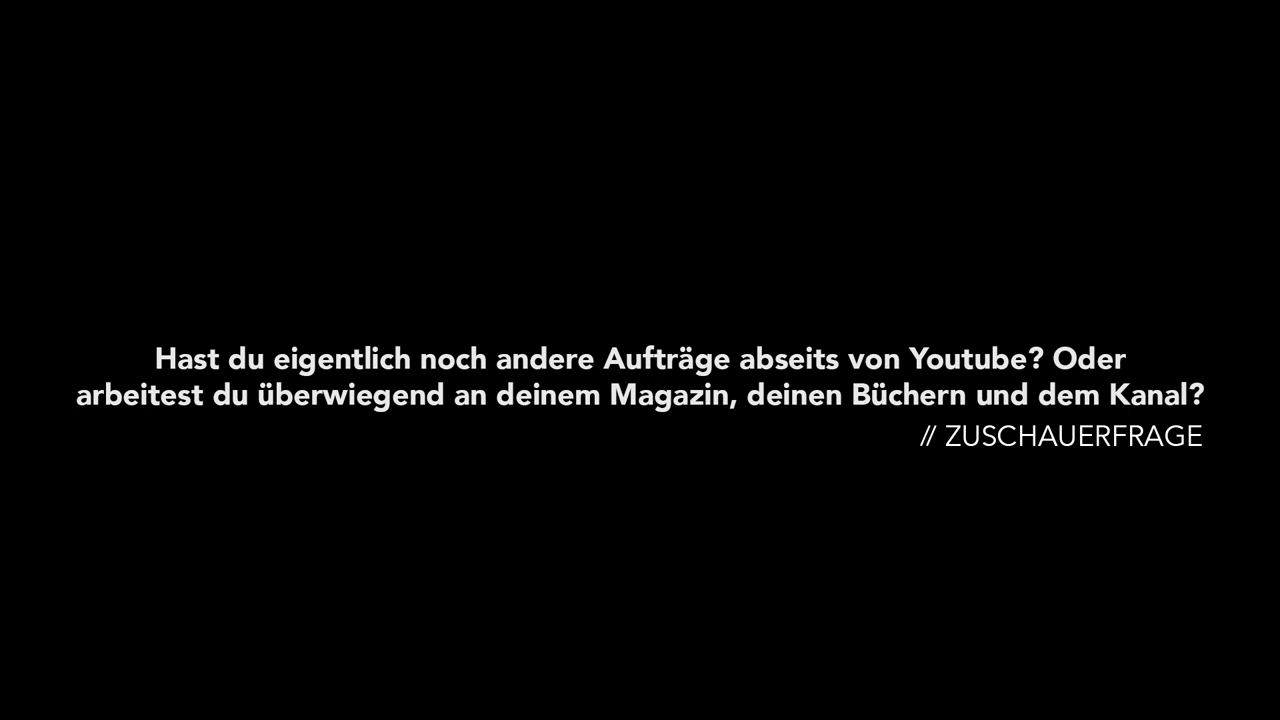 Hast du eigentlich noch andere Aufträge abseits von Youtube? Oder
arbeitest du überwiegend an deinem Magazin, deinen Büchern und dem Kanal?
// ZUSCHAUERFRAGE